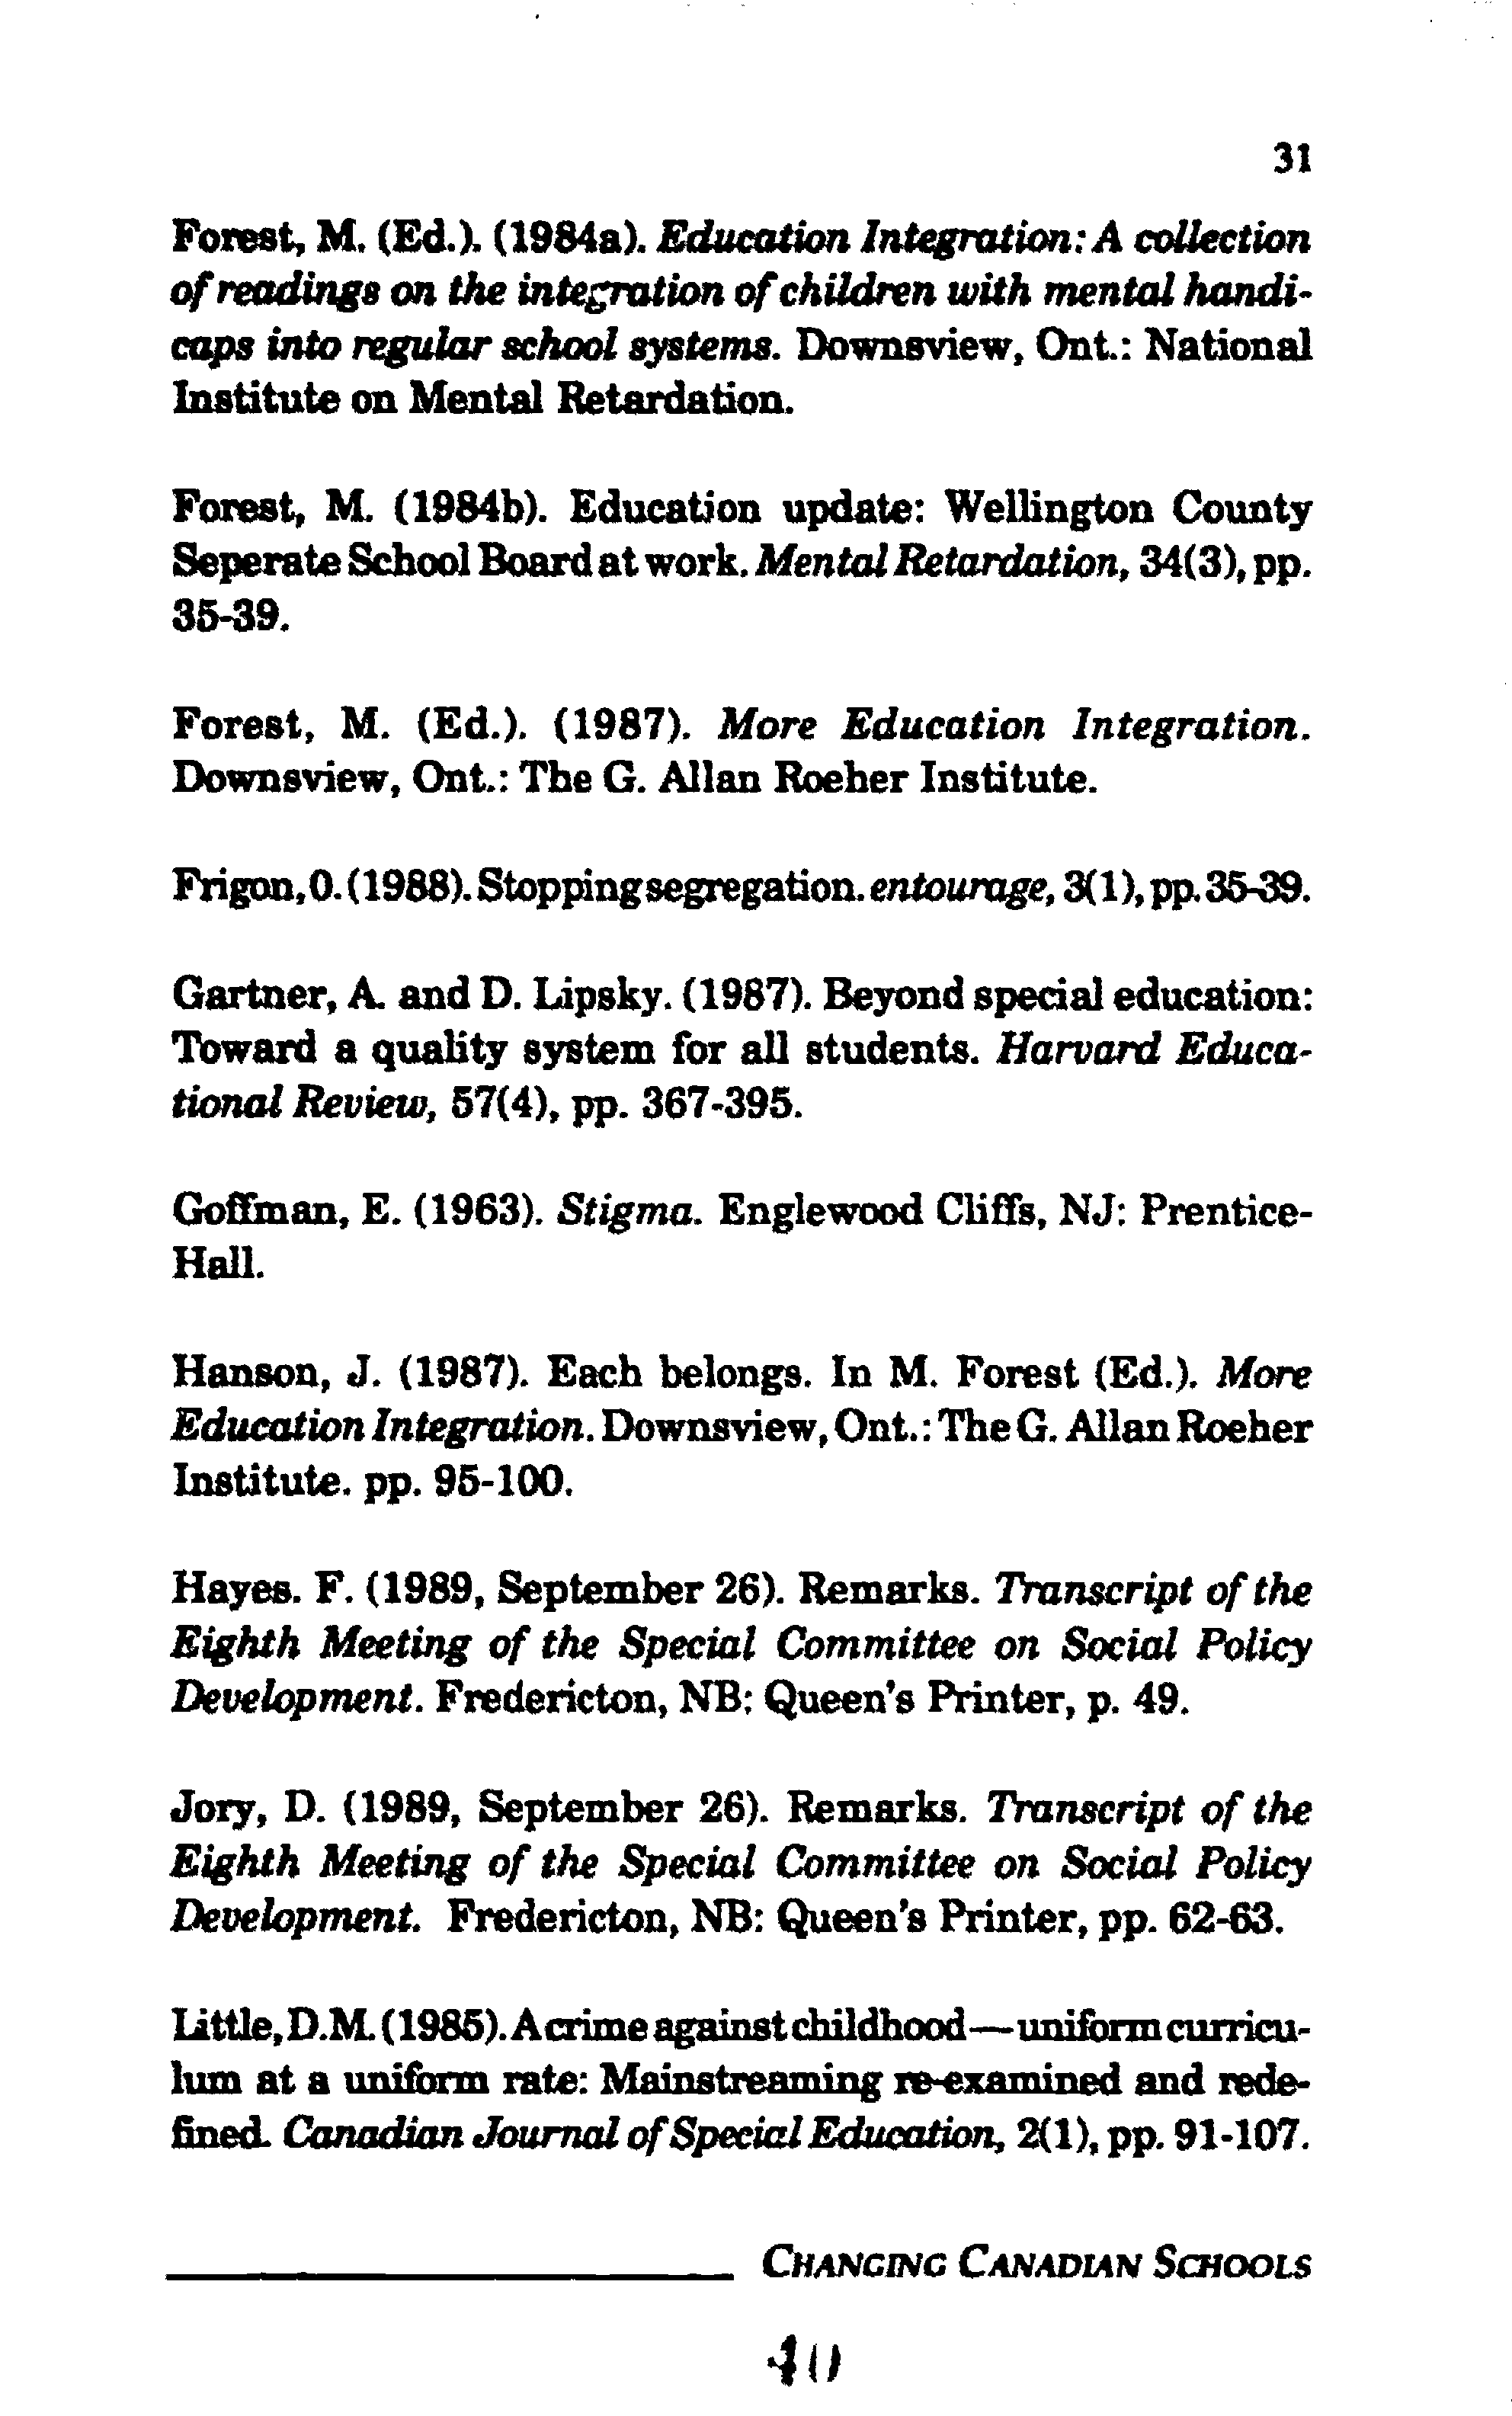 31
Forest, M. (Ed.). (1984a). Education Integration: A collection
of readings on the integration of children with mental handi-
caps into regular school systems. Downsview, Ont.: National
Institute on Mental Retardation.
Forest, M. (1984b). Education update: Wellington County
Seperate School Board at work. Mental Retardation, 34(3), pp.
35-39.
Forest, M. (Ed.). (1987). More Education Integration.
Downsview, Ont.: The G. Allan Roeher Institute.
Frigon, O. (1988). Stopping segregation. entourage, 3(1), pp. 35-39.
Gartner, A. and D. Lipsky. (1987). Beyond special education:
Toward a quality system for all students. Harvard Educa-
tional Review, 57(4), pp. 367-395.
Goffman, E. (1963). Stigma. Englewood Cliffs, NJ: Prentice-
Hall.
Hanson, J. (1987). Each belongs. In M. Forest (Ed.). More
Education Integration. Downsview, Ont.: The G. Allan Roeher
Institute. pp. 95-100.
Hayes. F. (1989, September 26). Remarks. Transcript of the
Eighth Meeting of the Special Committee on Social Policy
Development. Fredericton, NB: Queen's Printer, p. 49.
Jory, D. (1989, September 26). Remarks. Transcript of the
Eighth Meeting of the Special Committee on Social Policy
Development. Fredericton, NB: Queen's Printer, pp. 62-63.
Little, D.M. (1985). A crime against childhood—uniform curricu-
lum at a uniform rate: Mainstreaming re-examined and rede-
fined. Canadian Journal of Special Education, 2(1), pp. 91-107.
CHANGING CANADIAN SCHOOLS
40